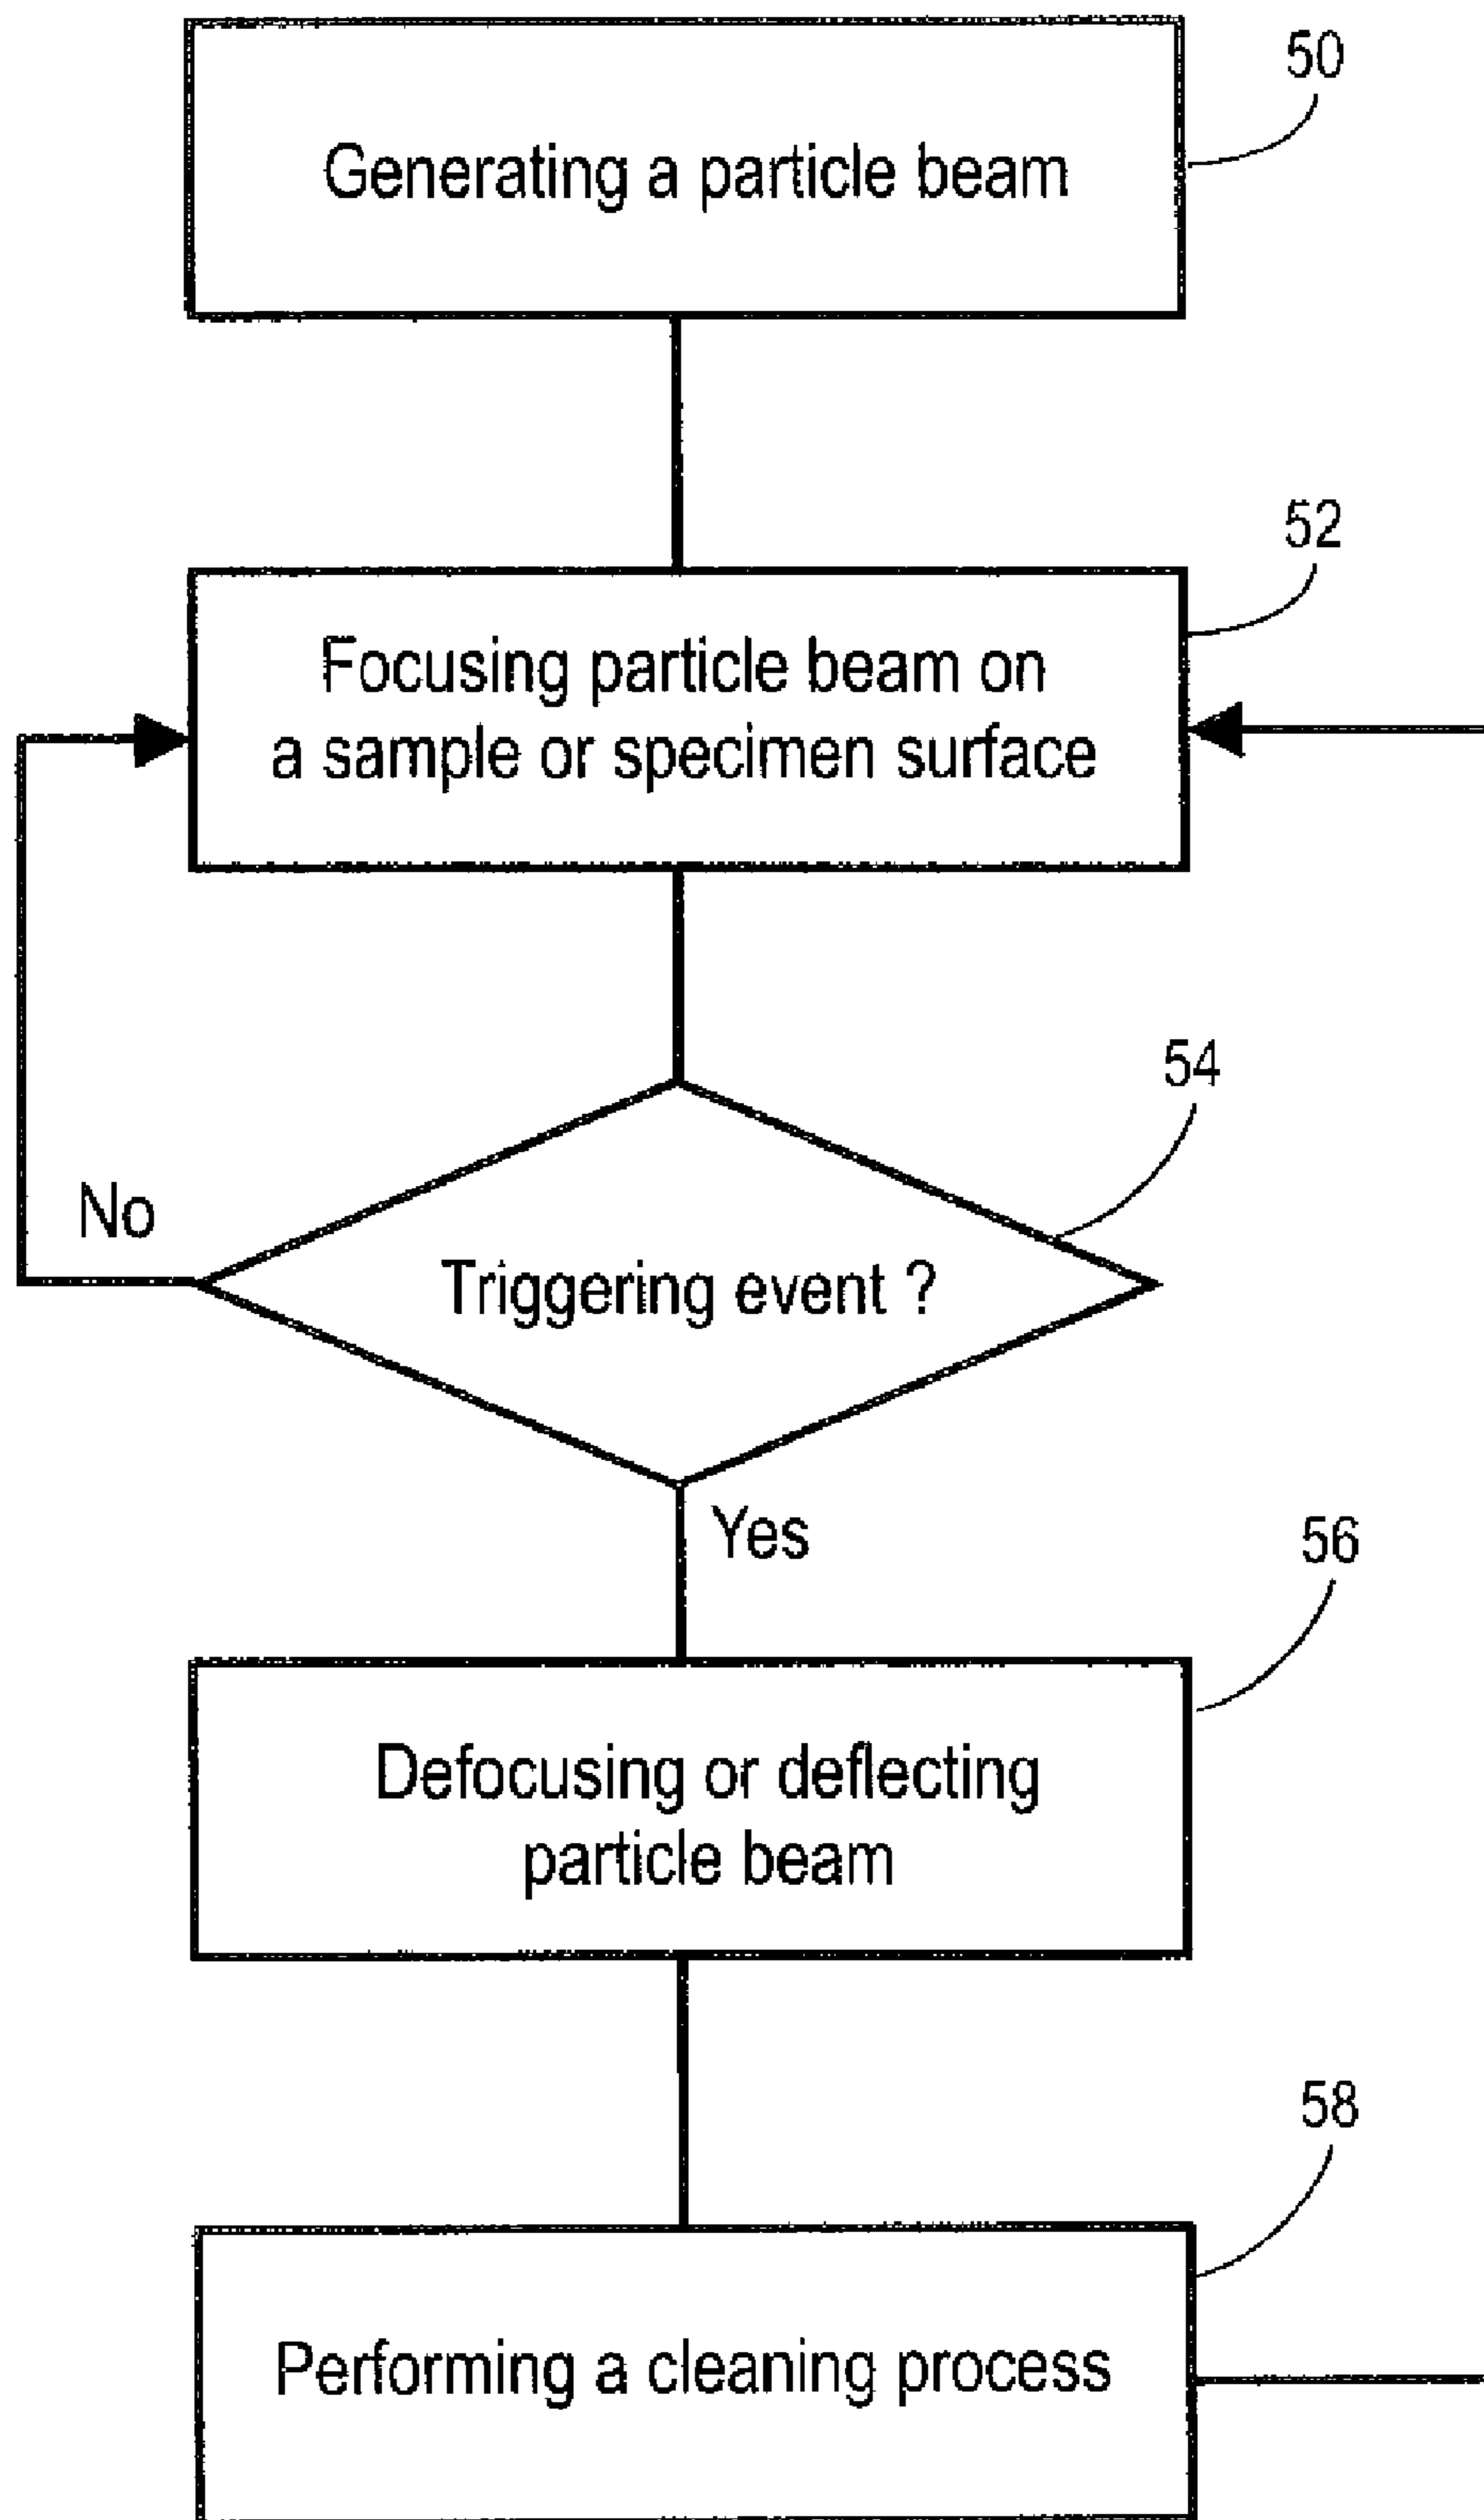 50
Generating a particle beam
52
Focusing particle beam on
a sample or specimen surface
54
No
Triggering event ?
Yes
56
Defocusing or deflecting
particle beam
58
Performing a cleaning process